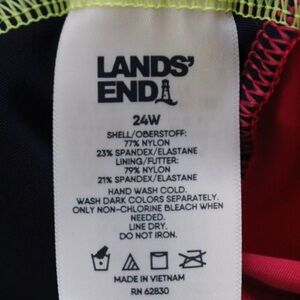 LANDS'
END
24W
SHELL/OBERSTOFF:
77% NYLON
23% SPANDEX/ELASTANE
LINING/FUTTER:
79% NYLON
21% SPANDEX/ELASTANE
HAND WASH COLD.
WASH DARK COLORS SEPARATELY.
ONLY NON-CHLORINE BLEACH WHEN
NEEDED.
LINE DRY.
DO NOT IRON.
MADE IN VIETNAM
RN 62830